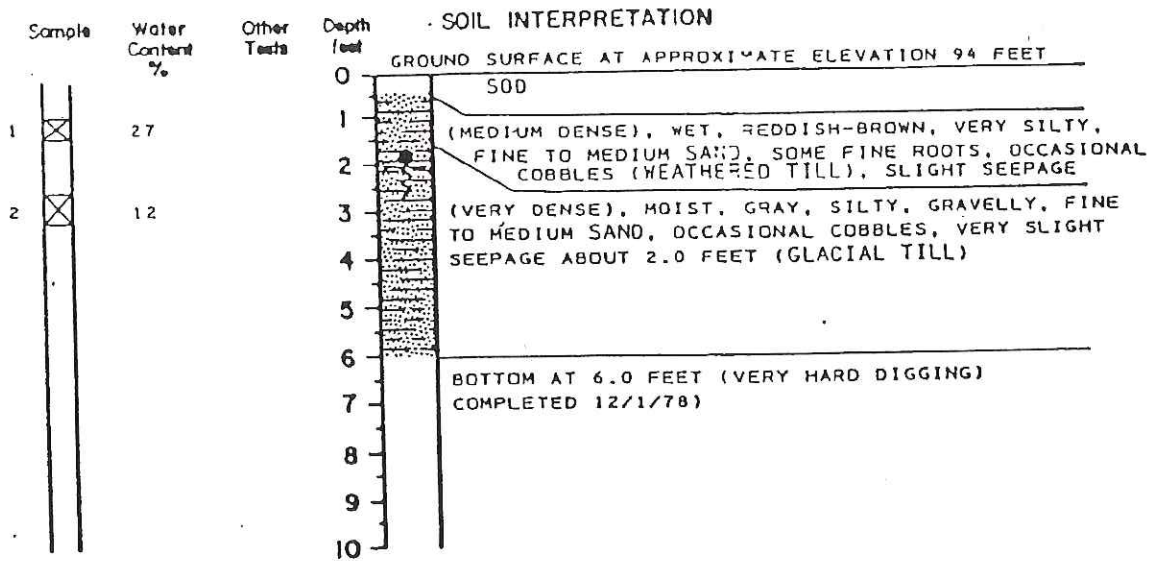 SOIL INTERPRETATION
Sample Water Content % Other Tests Depth feet
GROUND SURFACE AT APPROXIMATE ELEVATION 94 FEET
0
SOD
1
1 27
(MEDIUM DENSE), WET, REDDISH-BROWN, VERY SILTY,
FINE TO MEDIUM SAND, SOME FINE ROOTS, OCCASIONAL
2
COBBLES (WEATHERED TILL), SLIGHT SEEPAGE
2 12
3
(VERY DENSE), MOIST, GRAY, SILTY, GRAVELLY, FINE
TO MEDIUM SAND, OCCASIONAL COBBLES, VERY SLIGHT
4
SEEPAGE ABOUT 2.0 FEET (GLACIAL TILL)
5
6
BOTTOM AT 6.0 FEET (VERY HARD DIGGING)
7
COMPLETED 12/1/78)
8
9
10